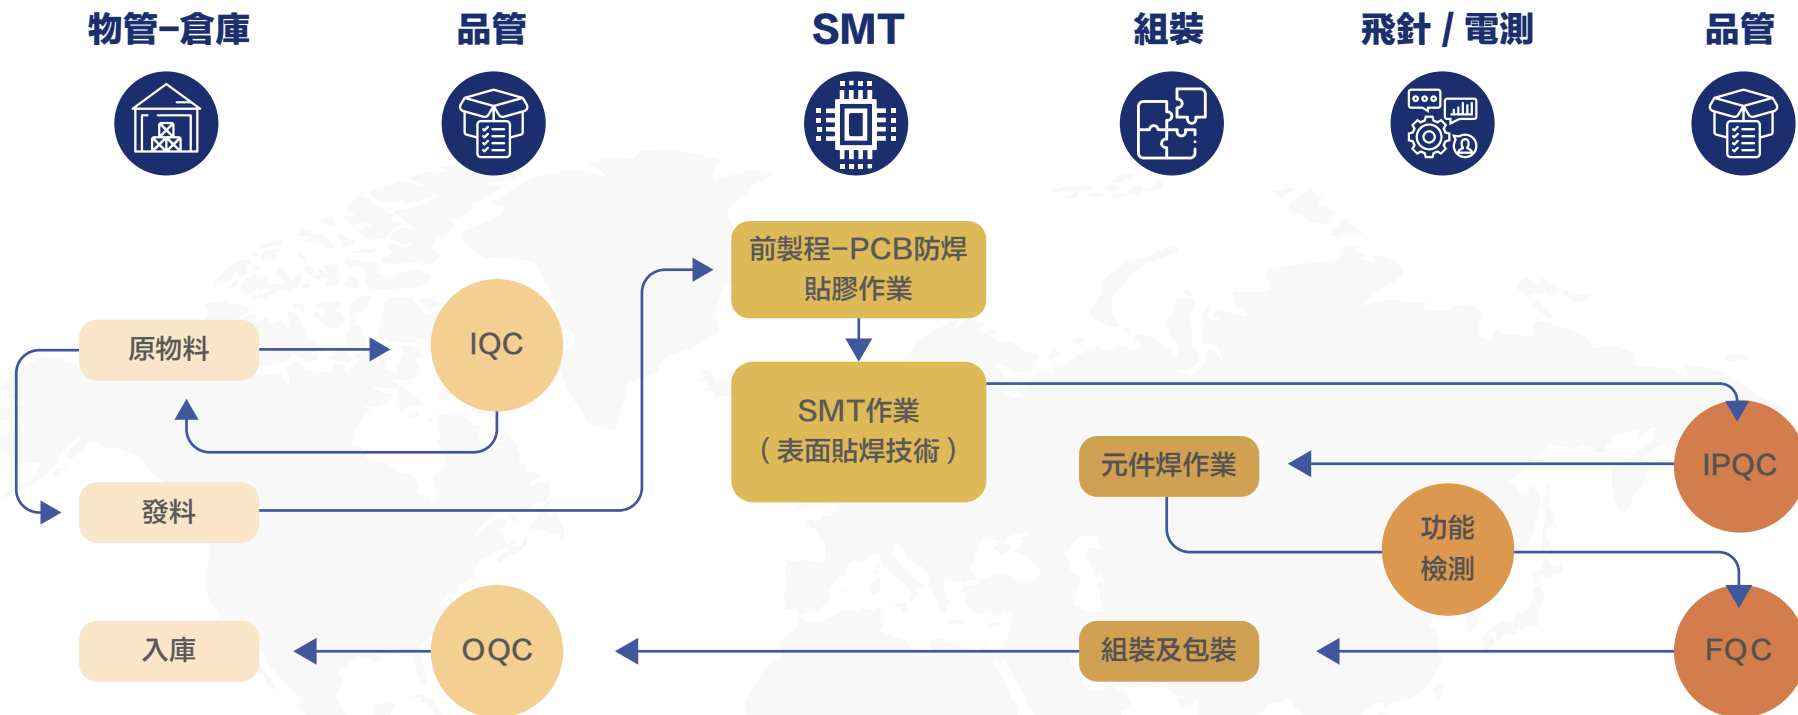 物管-倉庫
品管
SMT
組裝
飛針 / 電測
品管
前製程-PCB防焊
貼膠作業
原物料
IQC
SMT作業
（表面貼焊技術）
元件焊作業
IPQC
發料
功能
檢測
入庫
OQC
組裝及包裝
FQC